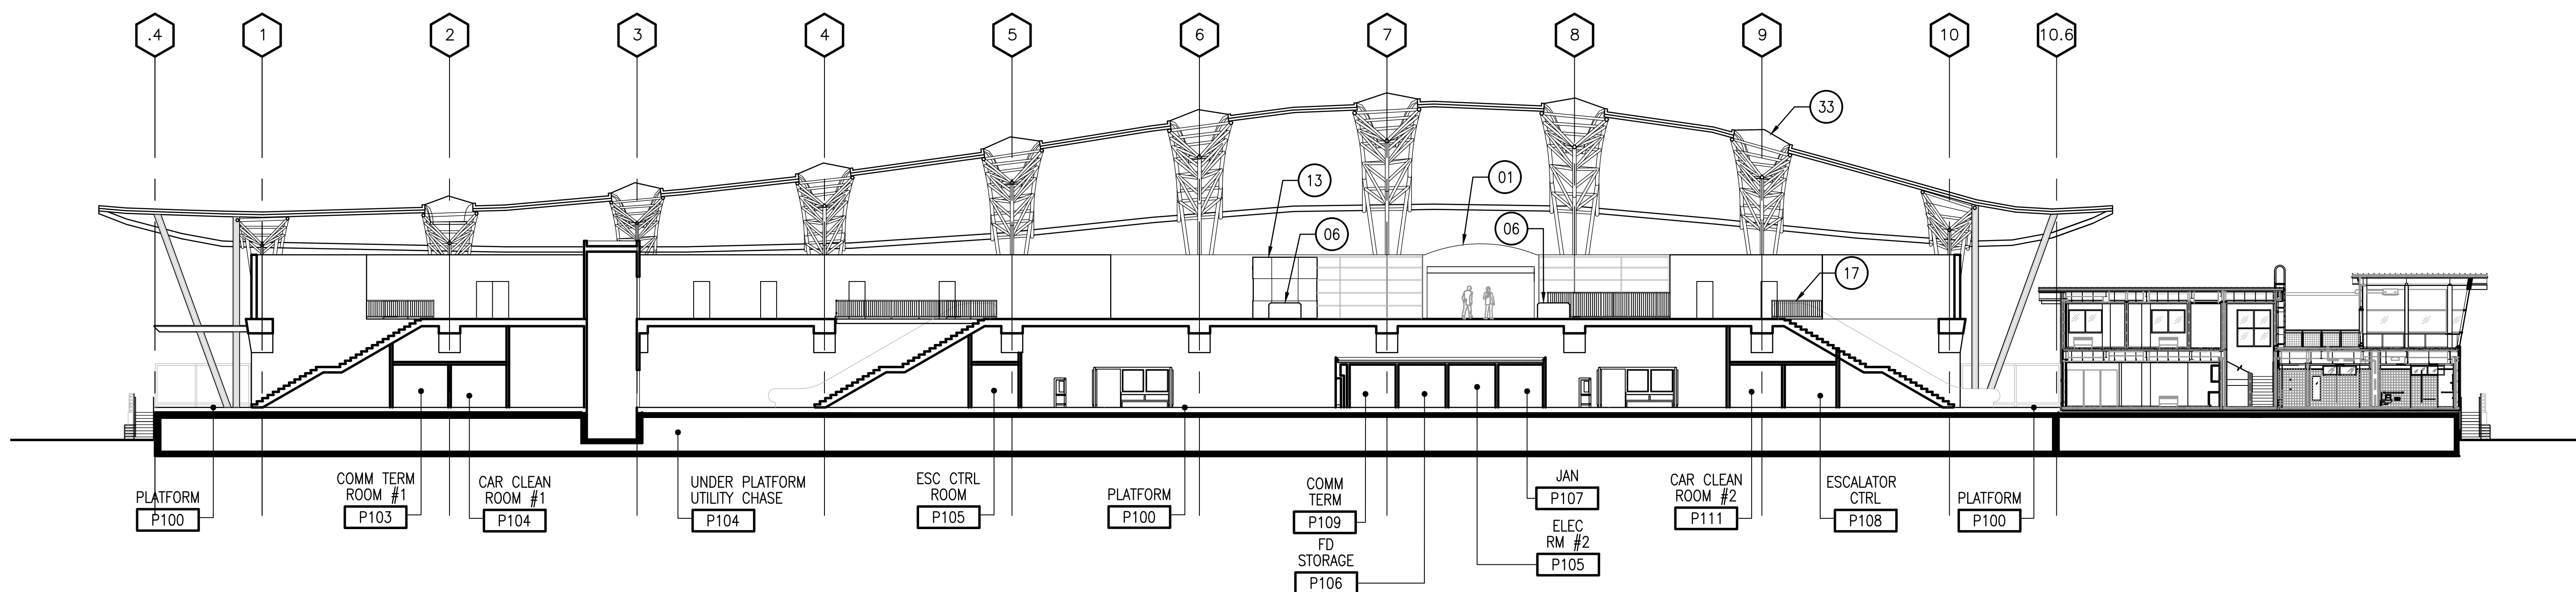 .4
1
2
3
4
5
6
7
8
9
10
10.6
33
13
01
06
06
17
PLATFORM
P100
COMM TERM
ROOM #1
P103
CAR CLEAN
ROOM #1
P104
UNDER PLATFORM
UTILITY CHASE
P104
ESC CTRL
ROOM
P105
PLATFORM
P100
COMM
TERM
P109
FD
STORAGE
P106
JAN
P107
ELEC
RM #2
P105
CAR CLEAN
ROOM #2
P111
ESCALATOR
CTRL
P108
PLATFORM
P100